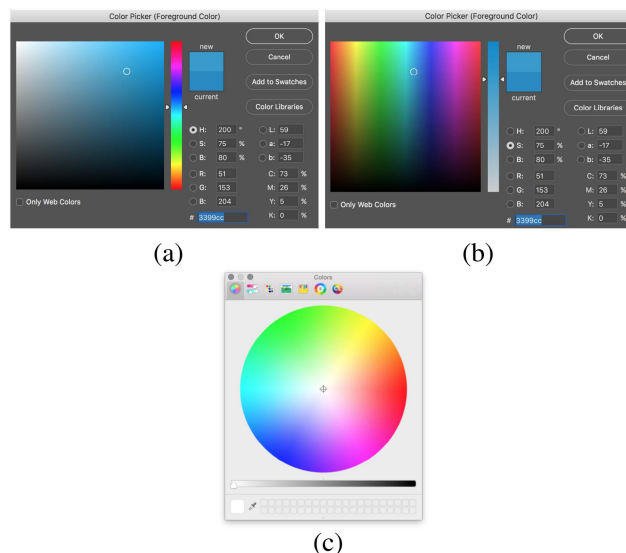 Color Picker (Foreground Color)
new
current
OK
Cancel
Add to Swatches
Color Libraries
H: 200 °
S: 75 %
B: 80 %
R: 51
G: 153
B: 204
# 3399cc
L: 59
a: -17
b: -35
C: 73 %
M: 26 %
Y: 5 %
K: 0 %
Only Web Colors
(a)
Color Picker (Foreground Color)
new
current
OK
Cancel
Add to Swatches
Color Libraries
H: 200 °
S: 75 %
B: 80 %
R: 51
G: 153
B: 204
# 3399cc
L: 59
a: -17
b: -35
C: 73 %
M: 26 %
Y: 5 %
K: 0 %
Only Web Colors
(b)
Colors
(c)